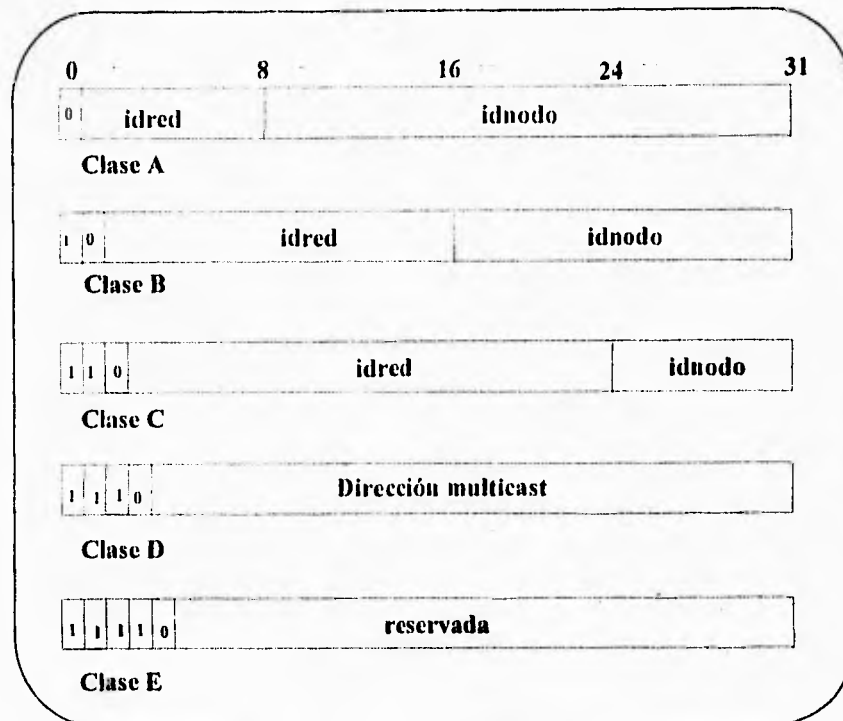 0 8 16 24 31
0 idred idnodo
Clase A
1 0 idred idnodo
Clase B
1 1 0 idred idnodo
Clase C
1 1 1 0 Dirección multicast
Clase D
1 1 1 1 0 reservada
Clase E